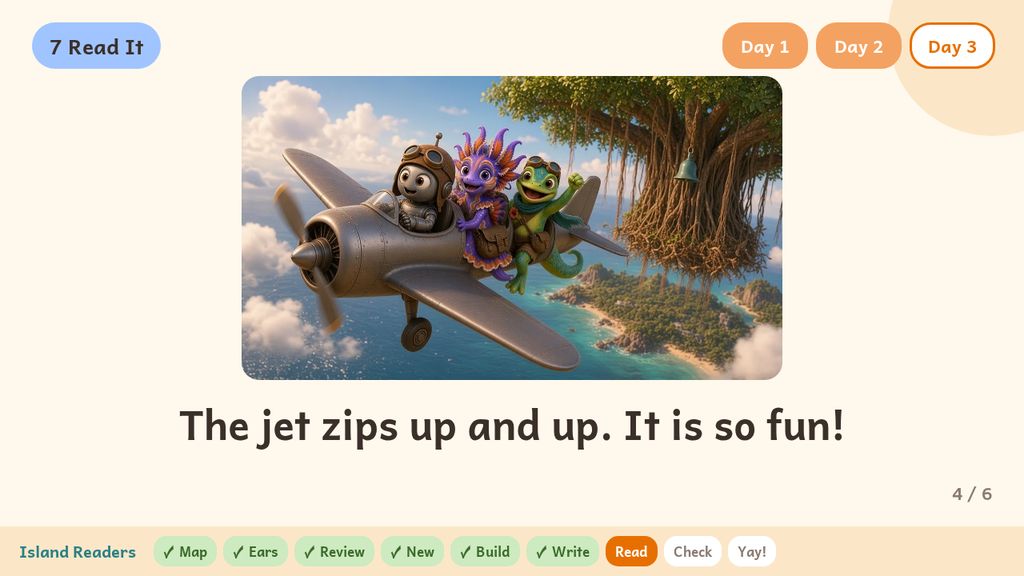 7 Read It
Day 1 Day 2 Day 3
The jet zips up and up. It is so fun!
4 / 6
Island Readers ✓ Map ✓ Ears ✓ Review ✓ New ✓ Build ✓ Write Read Check Yay!